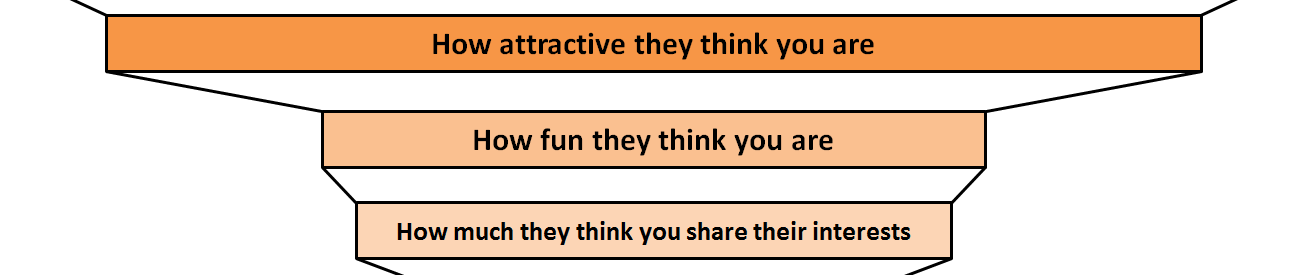 How attractive they think you are
How fun they think you are
How much they think you share their interests